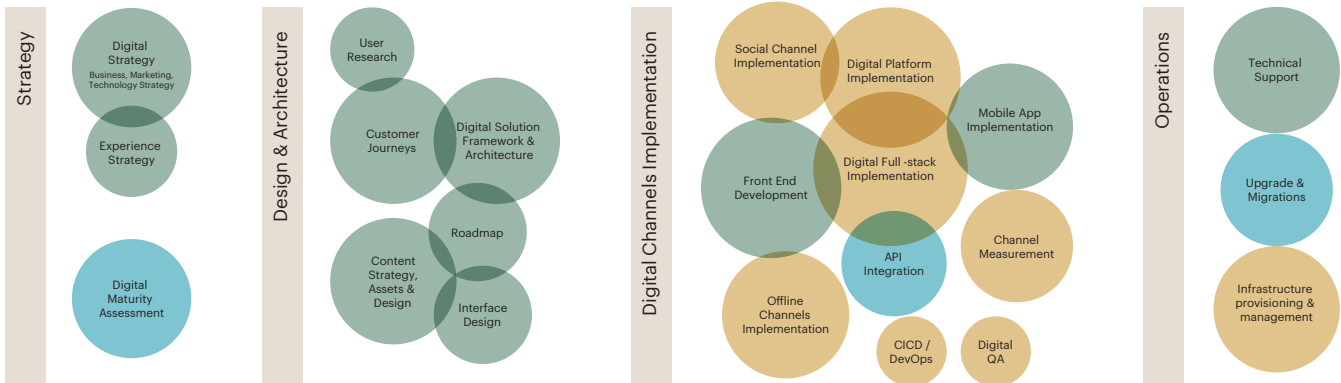 Strategy
Digital
Strategy
Business, Marketing,
Technology Strategy
Experience
Strategy
Digital
Maturity
Assessment
Design & Architecture
User
Research
Customer
Journeys
Digital Solution
Framework &
Architecture
Roadmap
Content
Strategy,
Assets &
Design
Interface
Design
Digital Channels Implementation
Social Channel
Implementation
Digital Platform
Implementation
Mobile App
Implementation
Digital Full -stack
Implementation
Front End
Development
Channel
Measurement
API
Integration
Offline
Channels
Implementation
CICD /
DevOps
Digital
QA
Operations
Technical
Support
Upgrade &
Migrations
Infrastructure
provisioning &
management